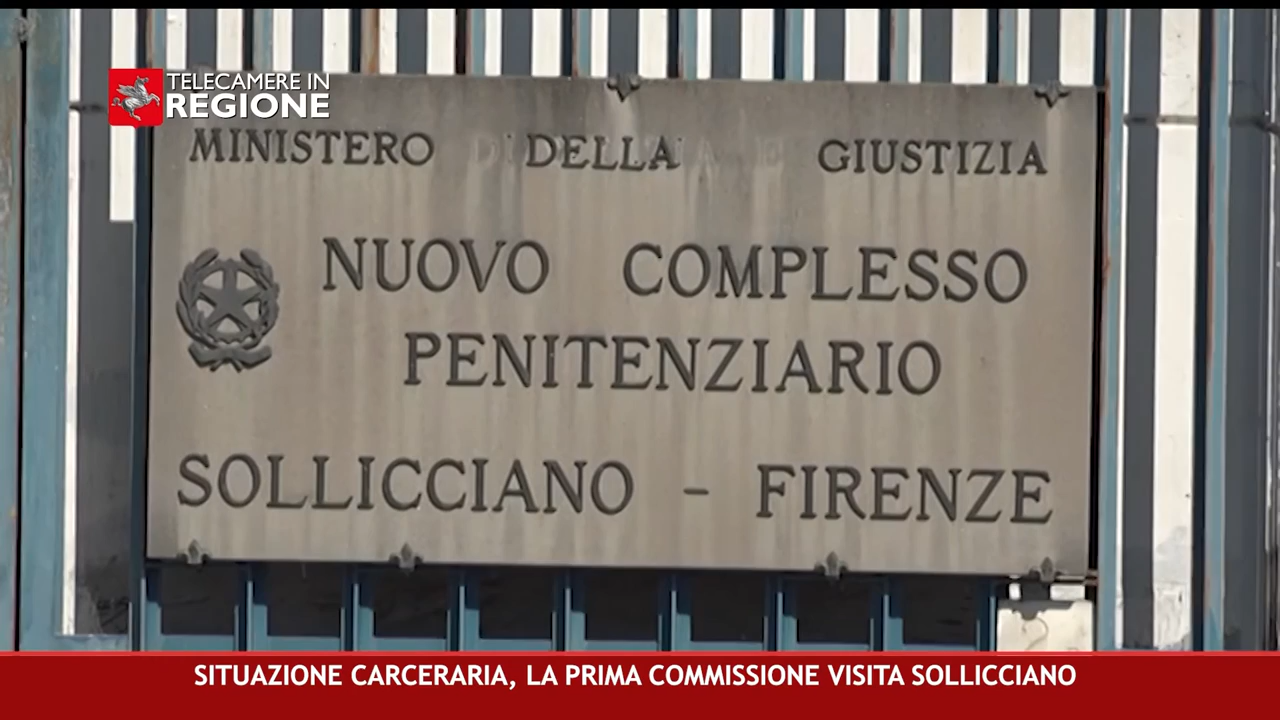 TELECAMERE IN
REGIONE
MINISTERO DELLA GIUSTIZIA
NUOVO COMPLESSO
PENITENZIARIO
SOLLICCIANO - FIRENZE
SITUAZIONE CARCERARIA, LA PRIMA COMMISSIONE VISITA SOLLICCIANO